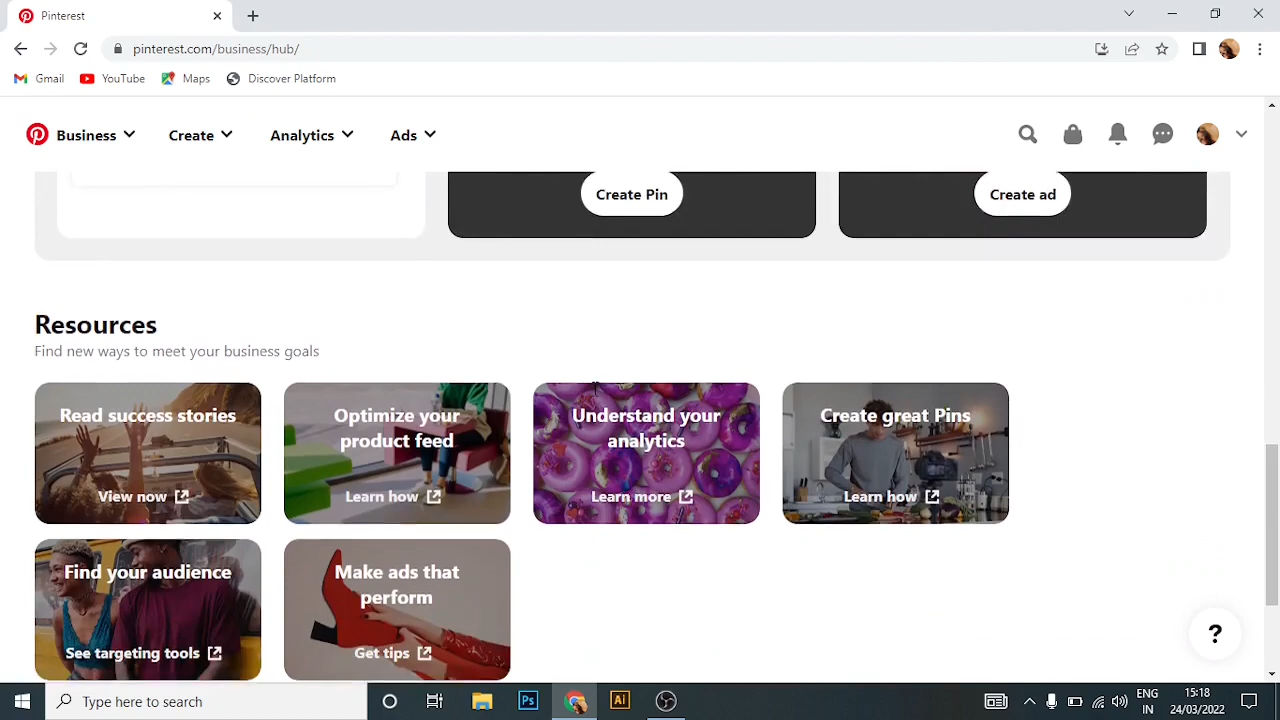 Pinterest
pinterest.com/business/hub/
Gmail YouTube Maps Discover Platform
Business Create Analytics Ads
Create Pin Create ad
Resources
Find new ways to meet your business goals
Read success stories
View now
Optimize your
product feed
Learn how
Understand your
analytics
Learn more
Create great Pins
Learn how
Find your audience
See targeting tools
Make ads that
perform
Get tips
?
Type here to search
Ps
Ai
ENG
IN
15:18
24/03/2022